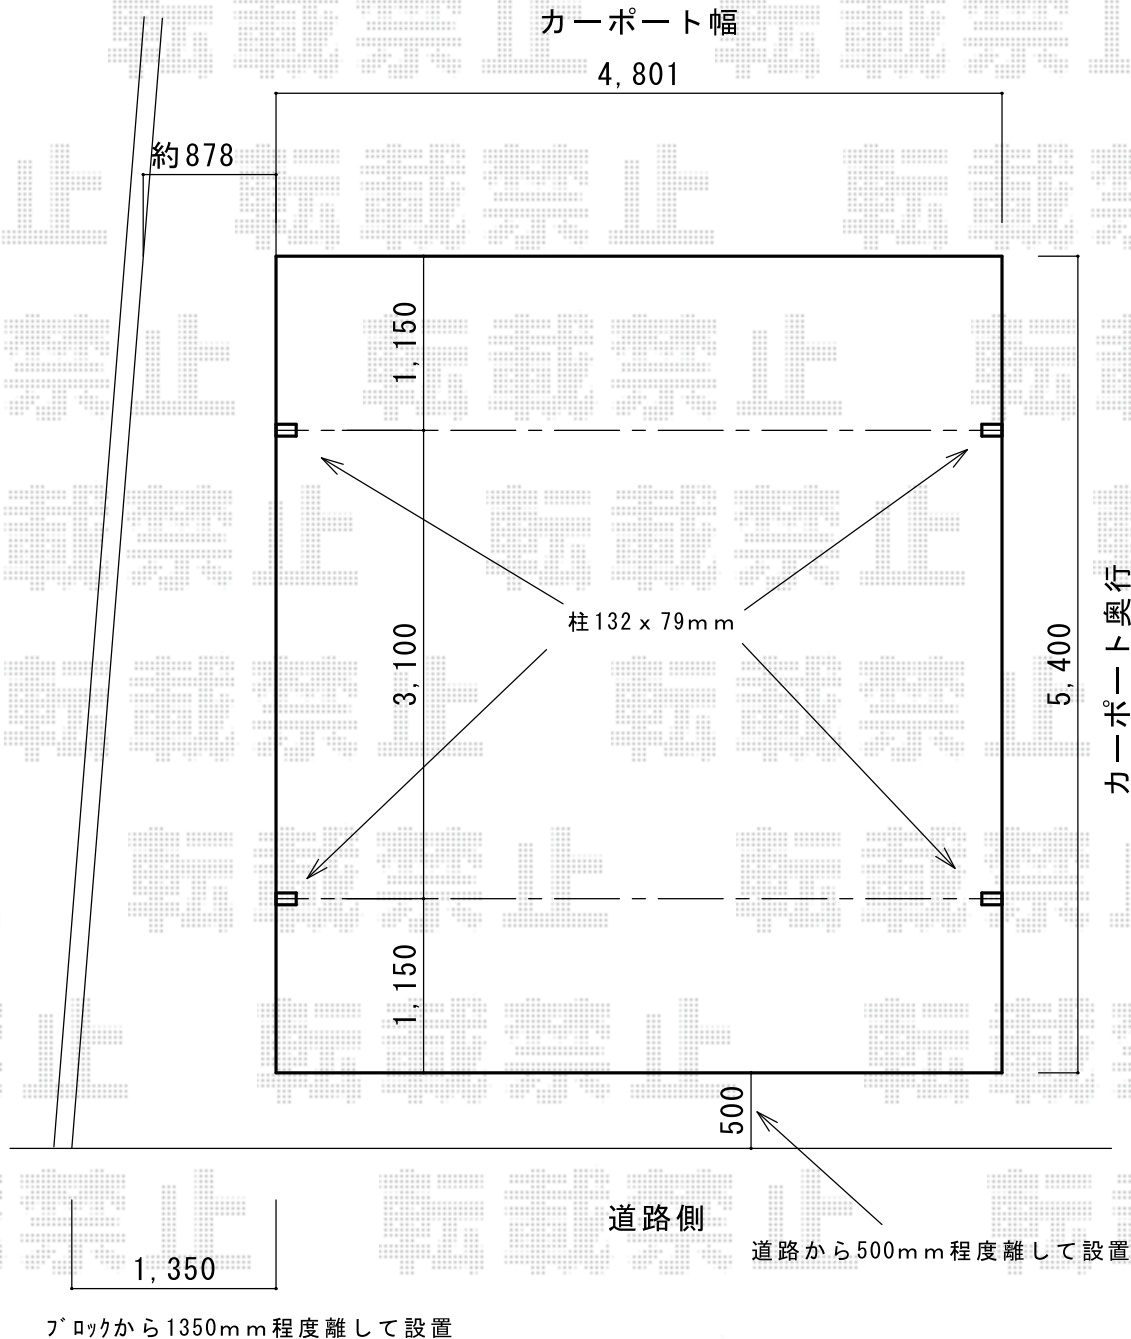 カーポート幅
4,801
約878
1,150
3,100
1,150
柱132x79mm
5,400
カーポート奥行
500
道路側
道路から500mm程度離して設置
1,350
ブロックから1350mm程度離して設置
転載禁止